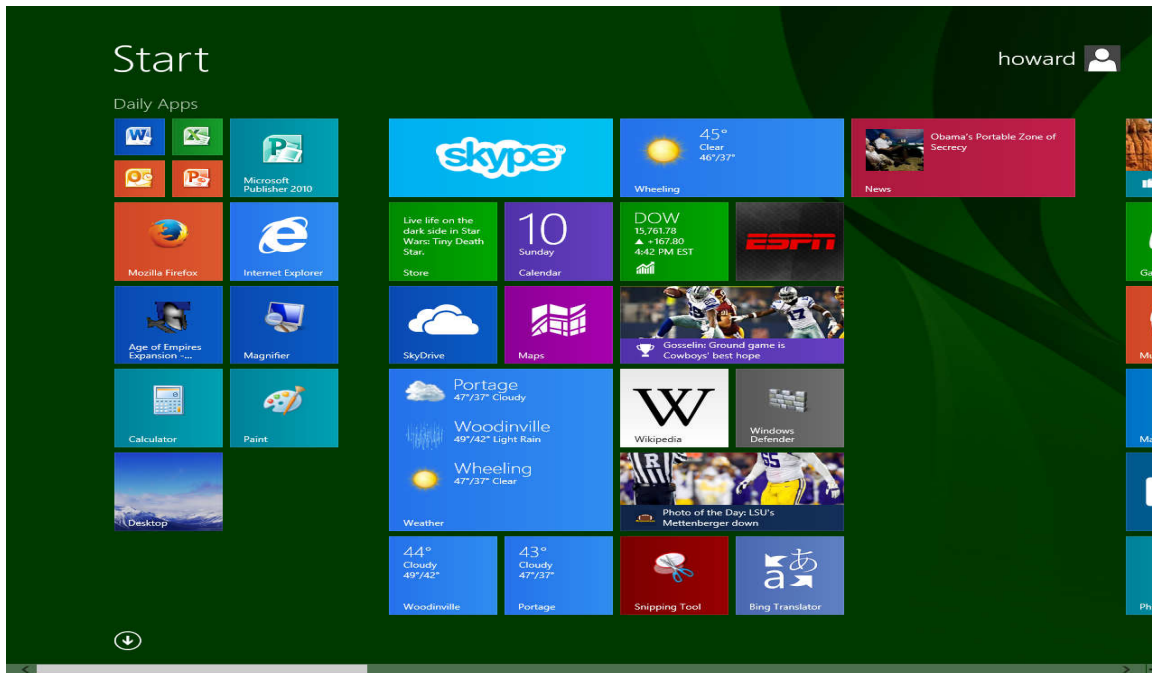 Start
howard
Daily Apps
Microsoft
Publisher 2010
Mozilla Firefox
Internet Explorer
Age of Empires
Expansion -...
Magnifier
Calculator
Paint
Desktop
skype
45°
Clear
46°/37°
Wheeling
Obama's Portable Zone of
Secrecy
News
Live life on the
dark side in Star
Wars: Tiny Death
Star.
Store
10
Sunday
Calendar
DOW
15,761.78
▲ +167.80
4:42 PM EST
ESPN
SkyDrive
Maps
Gosselin: Ground game is
Cowboys' best hope
Portage
47°/37° Cloudy
Woodinville
49°/42° Light Rain
Wheeling
47°/37° Clear
Weather
W
Wikipedia
Windows
Defender
Photo of the Day: LSU's
Mettenberger down
44°
Cloudy
49°/42°
Woodinville
43°
Cloudy
47°/37°
Portage
Snipping Tool
あ
a
Bing Translator
Ga
Mu
Ma
Ph